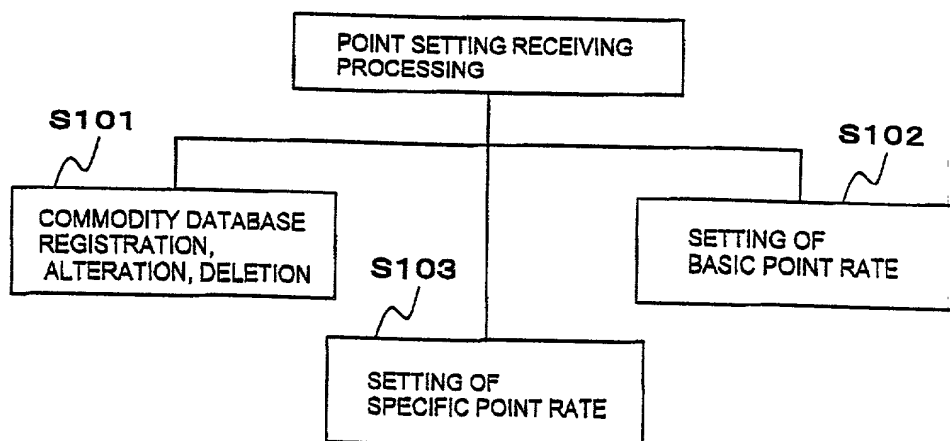 POINT SETTING RECEIVING
PROCESSING
S101
COMMODITY DATABASE
REGISTRATION,
ALTERATION, DELETION
S102
SETTING OF
BASIC POINT RATE
S103
SETTING OF
SPECIFIC POINT RATE